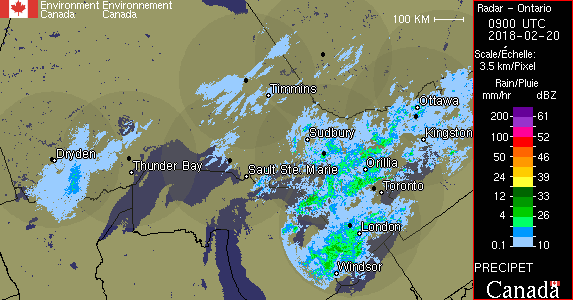 Environment Environnement
Canada Canada
100 KM
Timmins
Ottawa
Sudbury
Kingston
Dryden
Thunder Bay
Sault Ste. Marie
Orillia
Toronto
London
Windsor
Radar - Ontario
0900 UTC
2018-02-20
Scale/Échelle:
3.5 km/Pixel
Rain/Pluie
mm/hr dBZ
200 61
100 52
50 46
24 39
12 33
4 26
0.1 10
PRECIPET
Canada